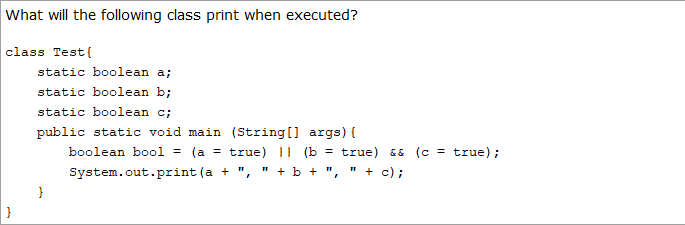 What will the following class print when executed?
class Test{
static boolean a;
static boolean b;
static boolean c;
public static void main (String[] args){
boolean bool = (a = true) || (b = true) && (c = true);
System.out.print(a + ", " + b + ", " + c);
}
}